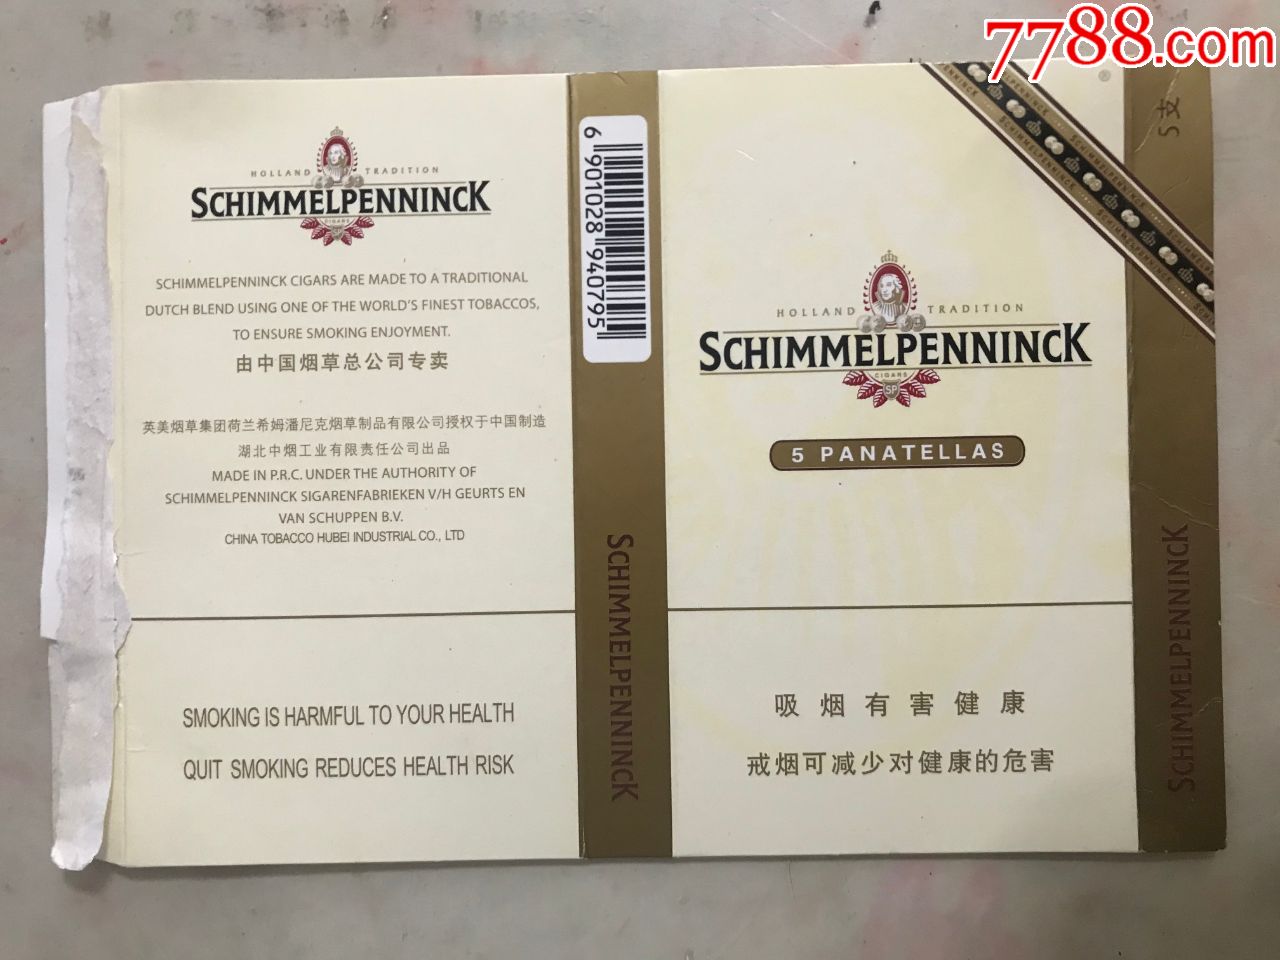 7788.com
HOLLAND TRADITION
SCHIMMELPENNINCK
CIGARS
SCHIMMELPENNINCK CIGARS ARE MADE TO A TRADITIONAL
DUTCH BLEND USING ONE OF THE WORLD'S FINEST TOBACCOS,
TO ENSURE SMOKING ENJOYMENT.
由中国烟草总公司专卖
英美烟草集团荷兰希姆潘尼克烟草制品有限公司授权于中国制造
湖北中烟工业有限责任公司出品
MADE IN P.R.C. UNDER THE AUTHORITY OF
SCHIMMELPENNINCK SIGARENFABRIEKEN V/H GEURTS EN
VAN SCHUPPEN B.V.
CHINA TOBACCO HUBEI INDUSTRIAL CO., LTD
SMOKING IS HARMFUL TO YOUR HEALTH
QUIT SMOKING REDUCES HEALTH RISK
6 901028 940795
SCHIMMELPENNINCK
HOLLAND TRADITION
SCHIMMELPENNINCK
CIGARS
SP
5 PANATELLAS
吸烟有害健康
戒烟可减少对健康的危害
®
SCHIMMELPENNINCK
SCHIMMELPENNINCK
SCHIMMELPENNINCK
SCHIMMELPENNINCK
5支
SCHIMMELPENNINCK